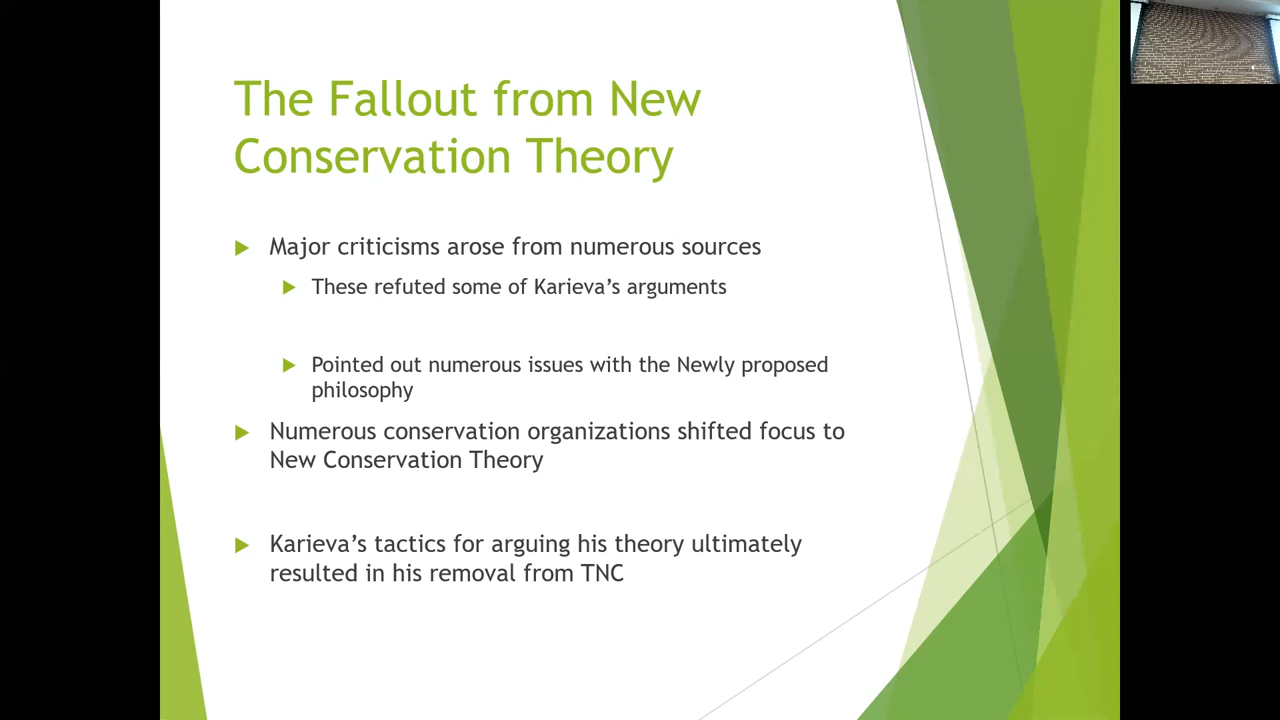 The Fallout from New
Conservation Theory
Major criticisms arose from numerous sources
These refuted some of Karieva's arguments
Pointed out numerous issues with the Newly proposed
philosophy
Numerous conservation organizations shifted focus to
New Conservation Theory
Karieva's tactics for arguing his theory ultimately
resulted in his removal from TNC